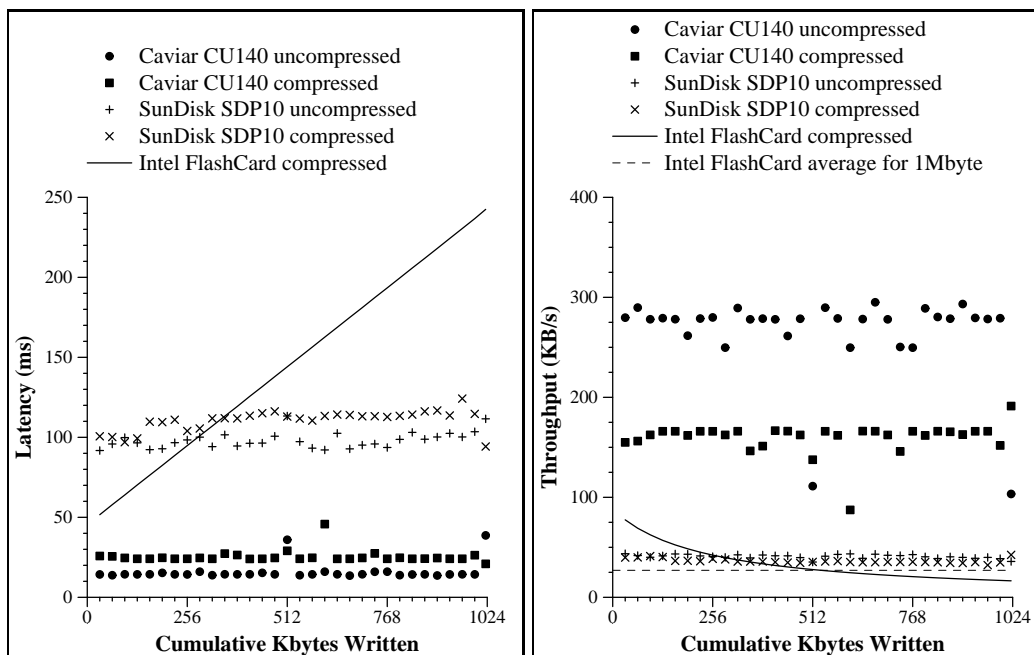 Caviar CU140 uncompressed
Caviar CU140 compressed
SunDisk SDP10 uncompressed
SunDisk SDP10 compressed
Intel FlashCard compressed
250
200
150
100
50
0
Latency (ms)
0 256 512 768 1024
Cumulative Kbytes Written
Caviar CU140 uncompressed
Caviar CU140 compressed
SunDisk SDP10 uncompressed
SunDisk SDP10 compressed
Intel FlashCard compressed
Intel FlashCard average for 1Mbyte
400
300
200
100
0
Throughput (KB/s)
0 256 512 768 1024
Cumulative Kbytes Written